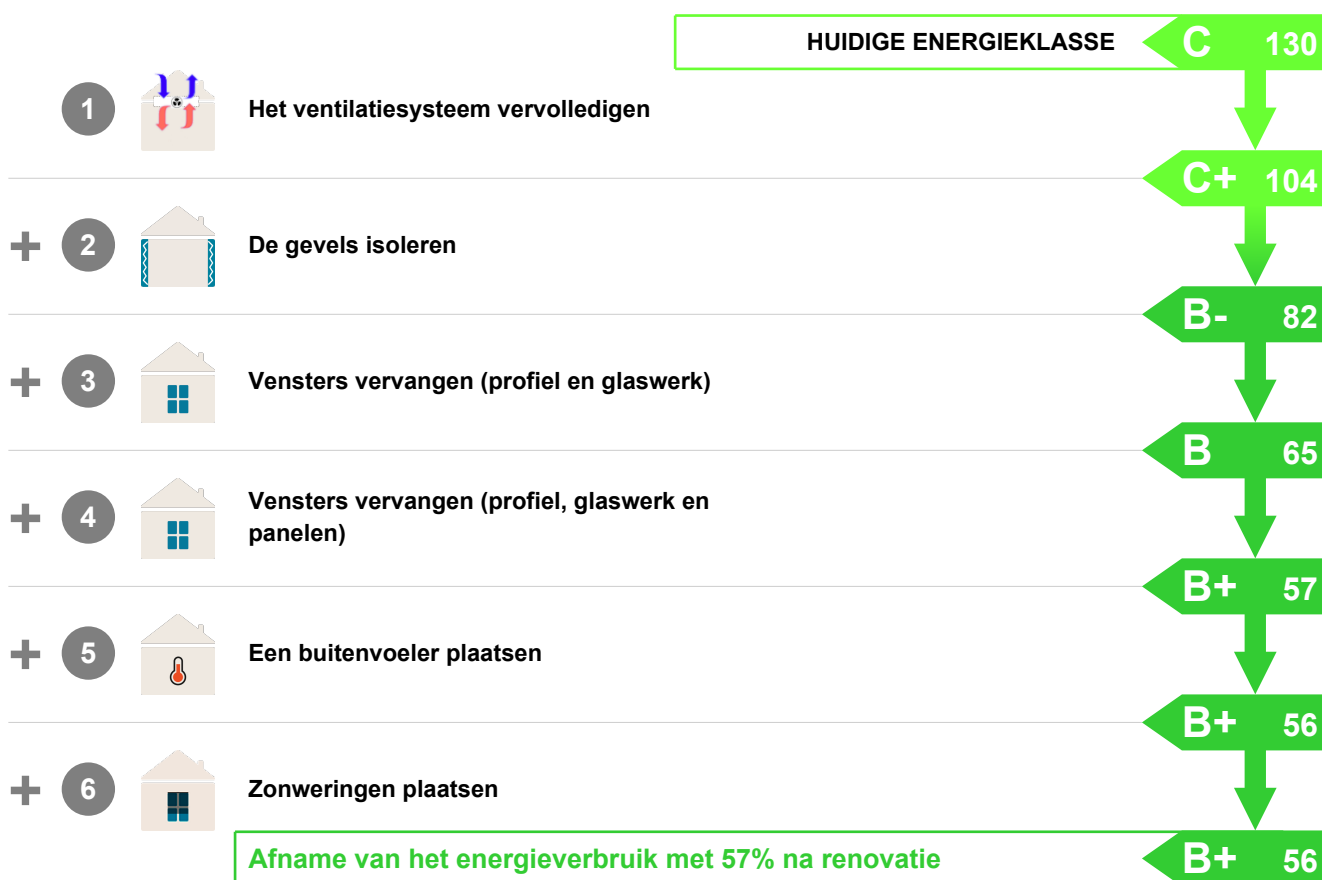 HUIDIGE ENERGIEKLASSE C 130
1 Het ventilatiesysteem vervolledigen
C+ 104
+ 2 De gevels isoleren
B- 82
+ 3 Vensters vervangen (profiel en glaswerk)
B 65
+ 4 Vensters vervangen (profiel, glaswerk en
panelen)
B+ 57
+ 5 Een buitenvoeler plaatsen
B+ 56
+ 6 Zonweringen plaatsen
Afname van het energieverbruik met 57% na renovatie B+ 56